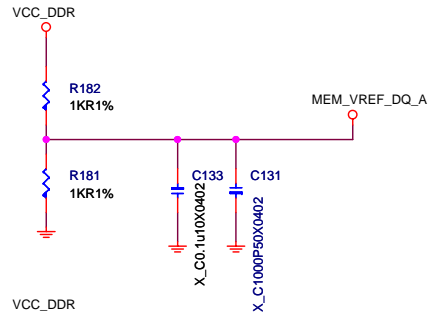 VCC_DDR
R182
1KR1%
MEM_VREF_DQ_A
R181
1KR1%
C133
X_C0.1u10X0402
C131
X_C1000P50X0402
VCC_DDR